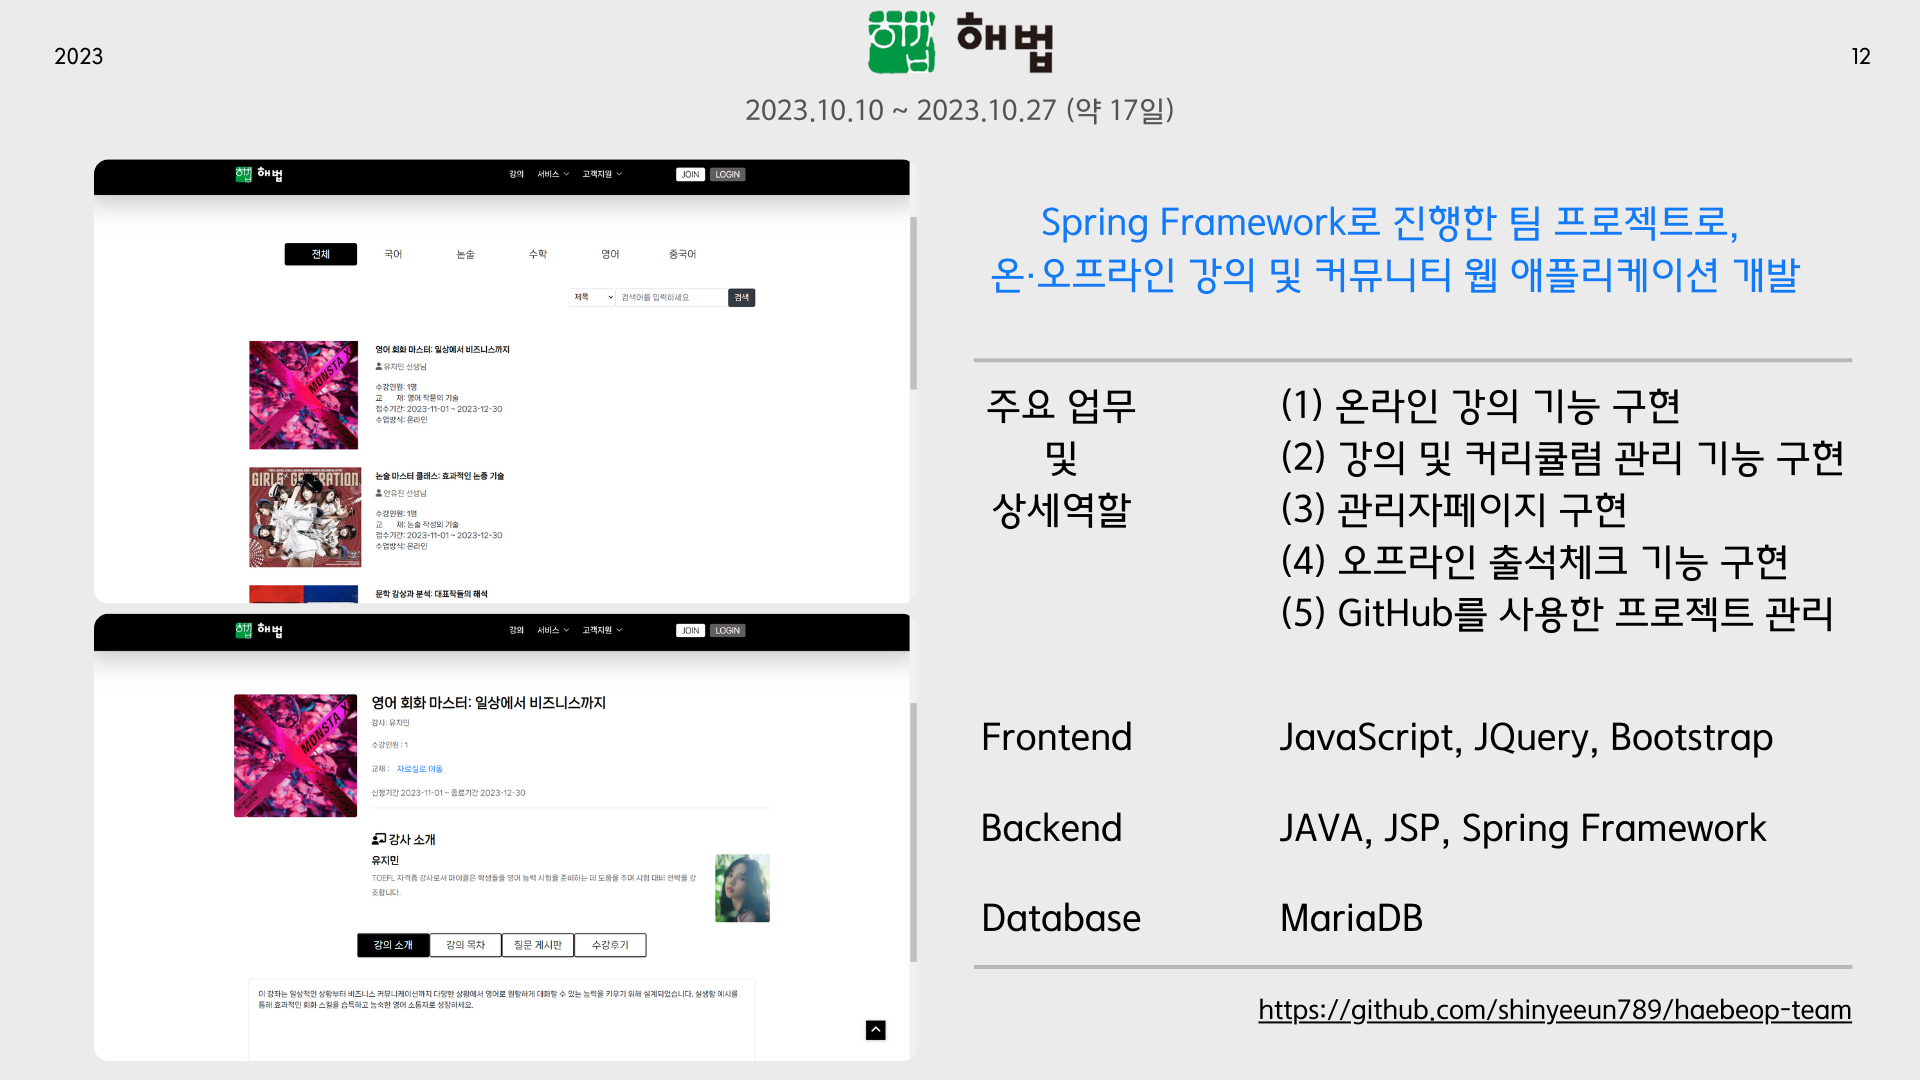 2023
해법
12
2023.10.10 ~ 2023.10.27 (약 17일)
해법
강의 서비스 고객지원 JOIN LOGIN
전체 국어 논술 수학 영어 중국어
제목 검색어를 입력하세요 검색
MONSTA X
영어 회화 마스터: 일상에서 비즈니스까지
유지민 선생님
수강인원: 1명
교 재: 영어 작문의 기술
접수기간: 2023-11-01 ~ 2023-12-30
수업방식: 온라인
GIRLS' GENERATION
논술 마스터 클래스: 효과적인 논증 기술
안유진 선생님
수강인원: 1명
교 재: 논술 작성의 기술
접수기간: 2023-11-01 ~ 2023-12-30
수업방식: 온라인
문학 감상과 분석: 대표작들의 해석
해법
강의 서비스 고객지원 JOIN LOGIN
MONSTA X
영어 회화 마스터: 일상에서 비즈니스까지
강사: 유지민
수강인원 : 1
교재 : 자료실로 이동
신청기간 2023-11-01 ~ 종료기간 2023-12-30
강사 소개
유지민
TOEFL 자격증 강사로서 마야를은 학생들을 영어 능력 시험을 준비하는 데 도움을 주며 시험 대비 전략을 강
조합니다.
강의 소개 강의 목차 질문 게시판 수강후기
이 강좌는 일상적인 상황부터 비즈니스 커뮤니케이션까지 다양한 상황에서 영어로 원활하게 대화할 수 있는 능력을 키우기 위해 설계되었습니다. 실생활 예시를
통해 효과적인 회화 스킬을 습득하고 능숙한 영어 소통자로 성장하세요.
Spring Framework로 진행한 팀 프로젝트로,
온·오프라인 강의 및 커뮤니티 웹 애플리케이션 개발
주요 업무
및
상세역할
(1) 온라인 강의 기능 구현
(2) 강의 및 커리큘럼 관리 기능 구현
(3) 관리자페이지 구현
(4) 오프라인 출석체크 기능 구현
(5) GitHub를 사용한 프로젝트 관리
Frontend JavaScript, JQuery, Bootstrap
Backend JAVA, JSP, Spring Framework
Database MariaDB
https://github.com/shinyeeun789/haebeop-team